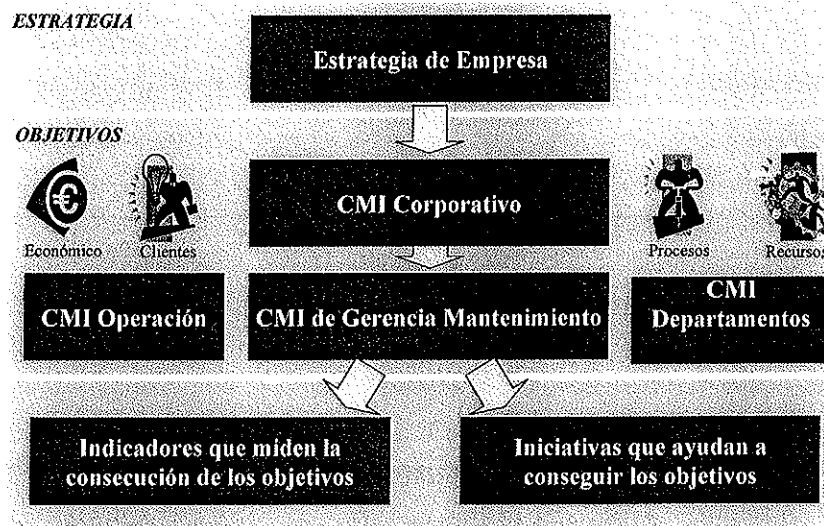 ESTRATEGIA
Estrategia de Empresa
OBJETIVOS
CMI Corporativo
Económico
Clientes
Procesos
Recursos
CMI Operación
CMI de Gerencia Mantenimiento
CMI
Departamentos
Indicadores que miden la
consecución de los objetivos
Iniciativas que ayudan a
conseguir los objetivos